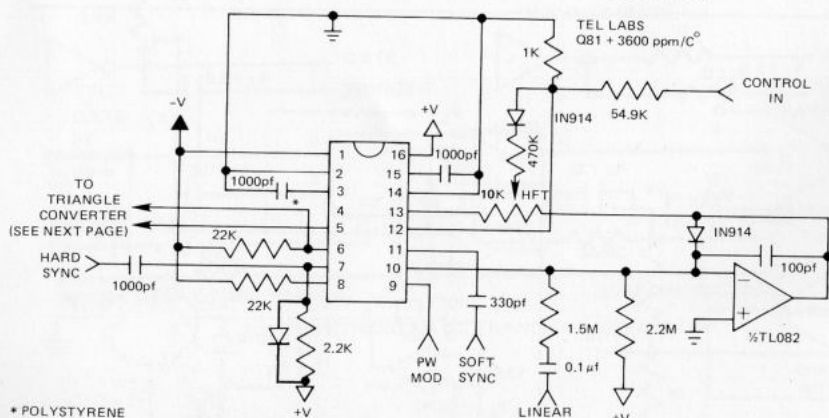 TEL LABS
Q81 + 3600 ppm/C°
1K
CONTROL
IN
54.9K
IN914
470K
-V
+V
1000pf
1000pf
*
TO
TRIANGLE
CONVERTER
(SEE NEXT PAGE)
1
2
3
4
5
6
7
8
16
15
14
13
12
11
10
9
10K
HFT
22K
HARD
SYNC
1000pf
22K
2.2K
+V
330pf
PW
MOD
SOFT
SYNC
1.5M
0.1 µf
LINEAR
2.2M
+V
IN914
100pf
−
+
½TL082
* POLYSTYRENE